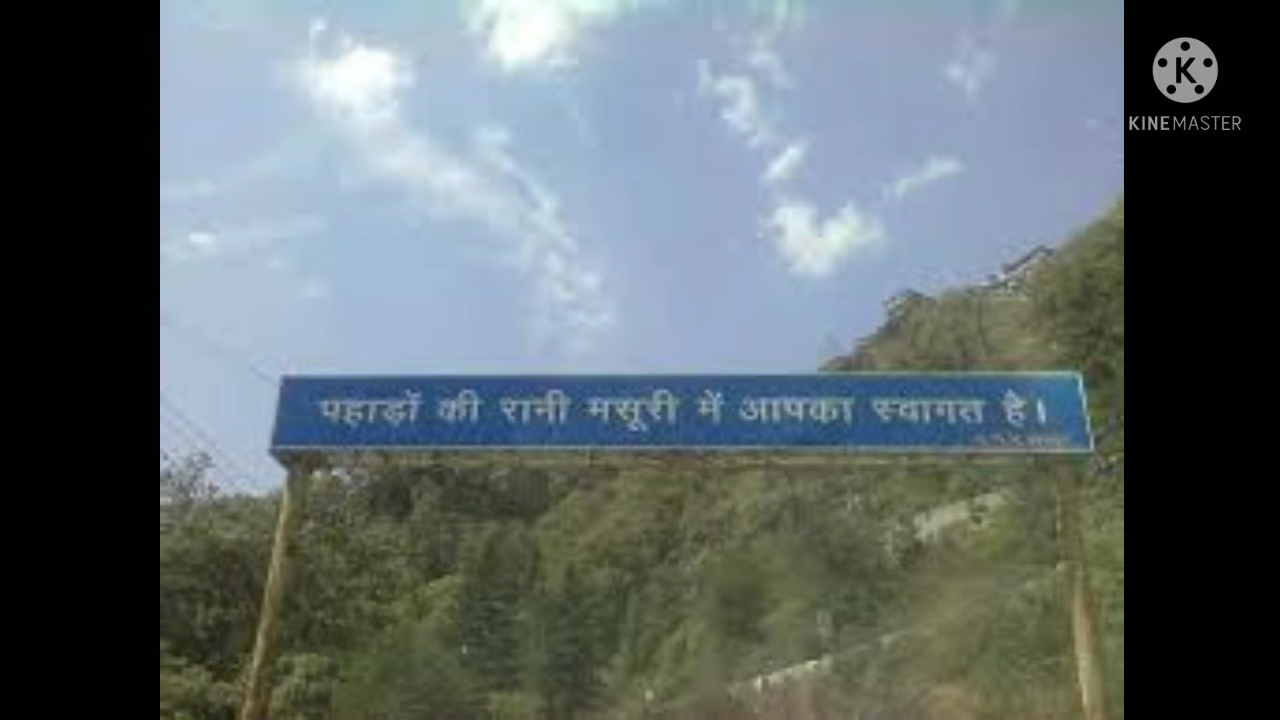 पहाडों की रानी मसूरी में आपका स्वागत है।
KINEMASTER